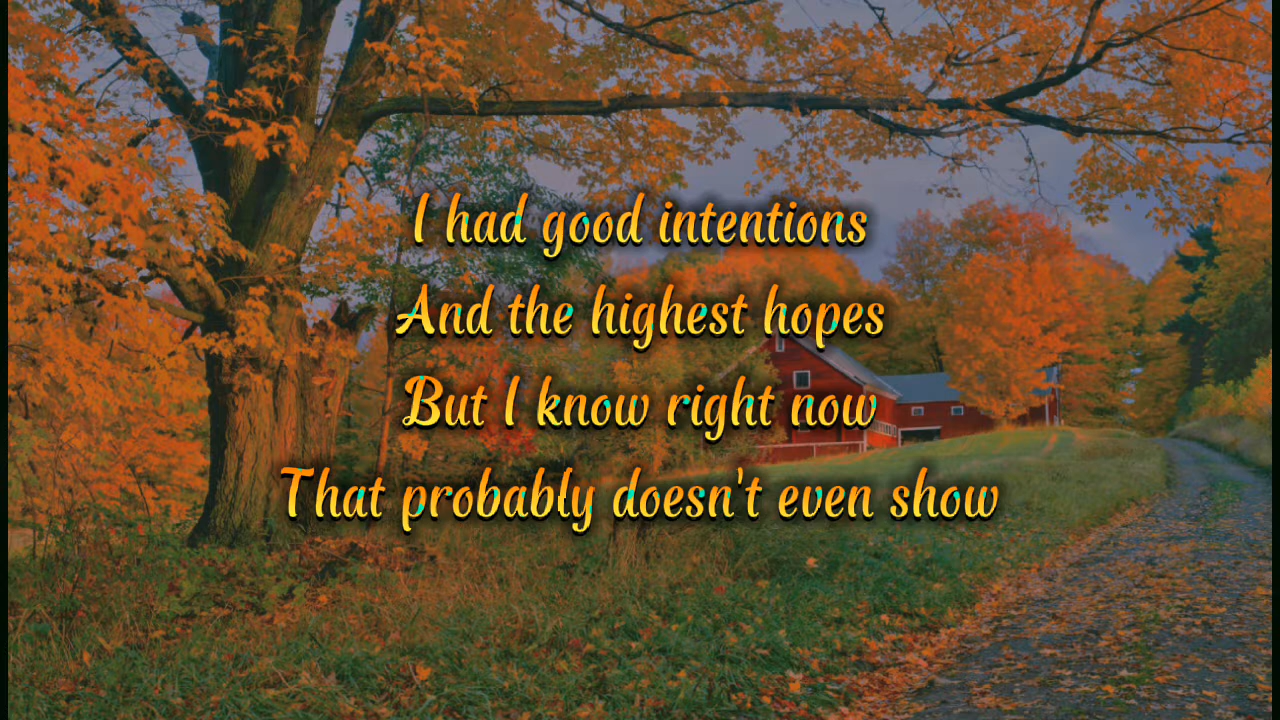 I had good intentions
And the highest hopes
But I know right now
That probably doesn't even show